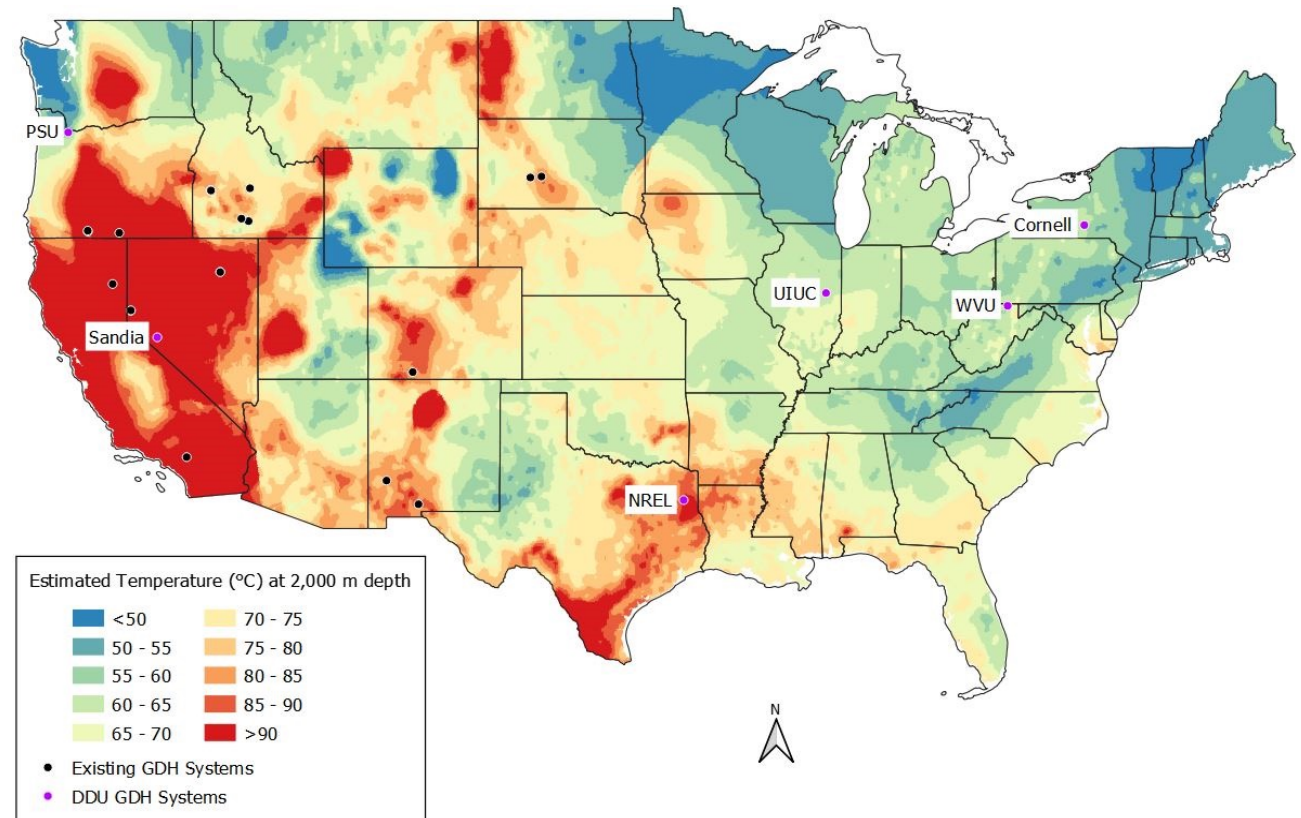 PSU
Cornell
UIUC
WVU
Sandia
NREL
N
Estimated Temperature (°C) at 2,000 m depth
<50
50 - 55
55 - 60
60 - 65
65 - 70
70 - 75
75 - 80
80 - 85
85 - 90
>90
Existing GDH Systems
DDU GDH Systems